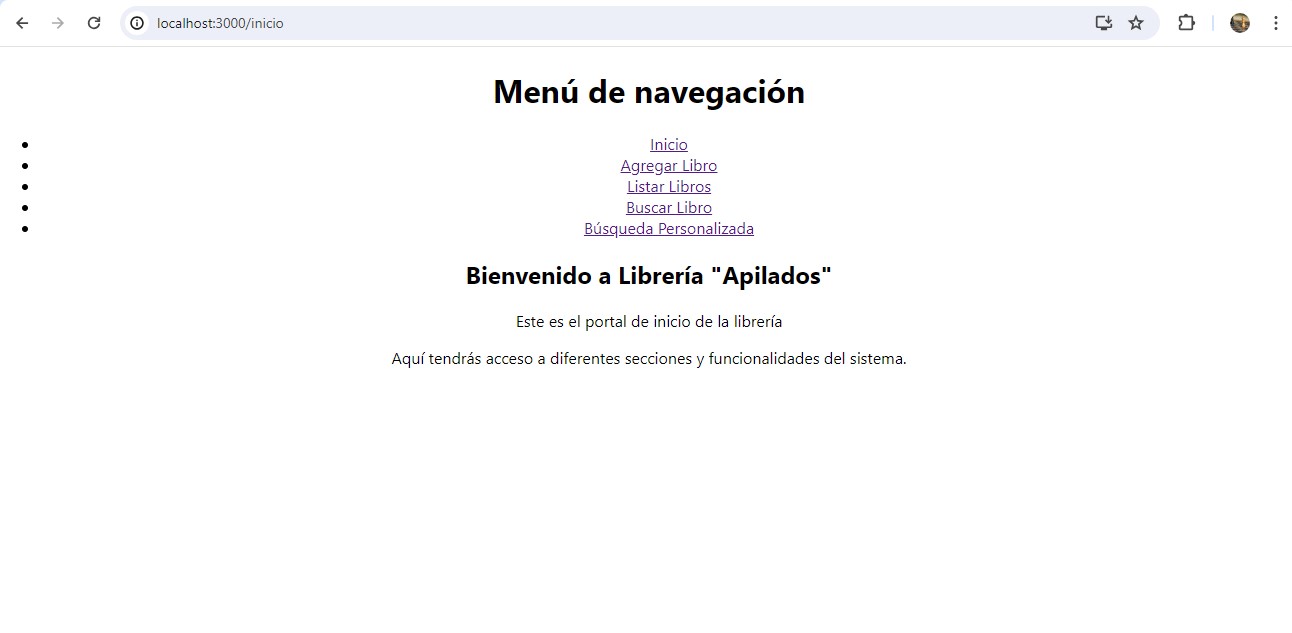 localhost:3000/inicio
Menú de navegación
Inicio
Agregar Libro
Listar Libros
Buscar Libro
Búsqueda Personalizada
Bienvenido a Librería "Apilados"
Este es el portal de inicio de la librería
Aquí tendrás acceso a diferentes secciones y funcionalidades del sistema.